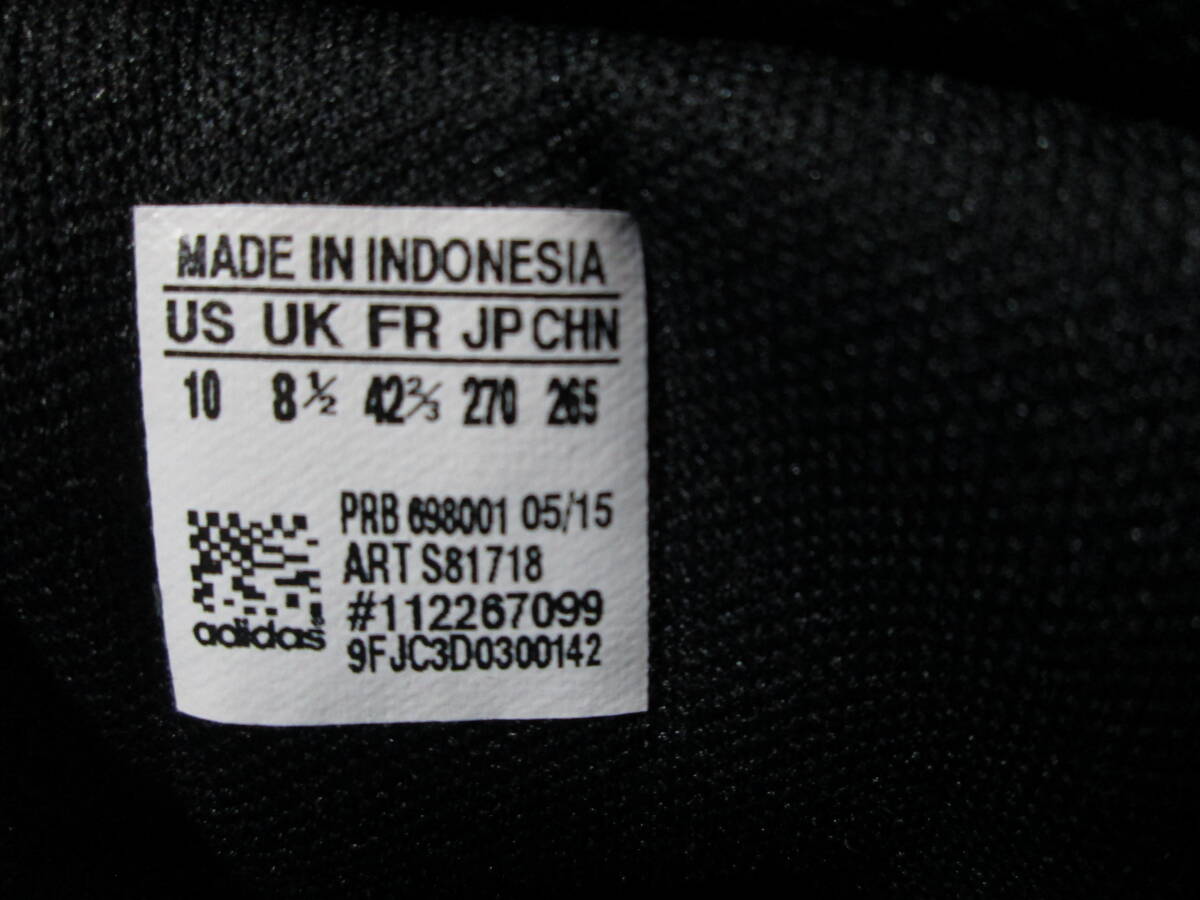 MADE IN INDONESIA
US UK FR JP CHN
10 8½ 42⅔ 270 265
PRB 698001 05/15
ART S81718
#112267099
9FJC3D0300142
adidas